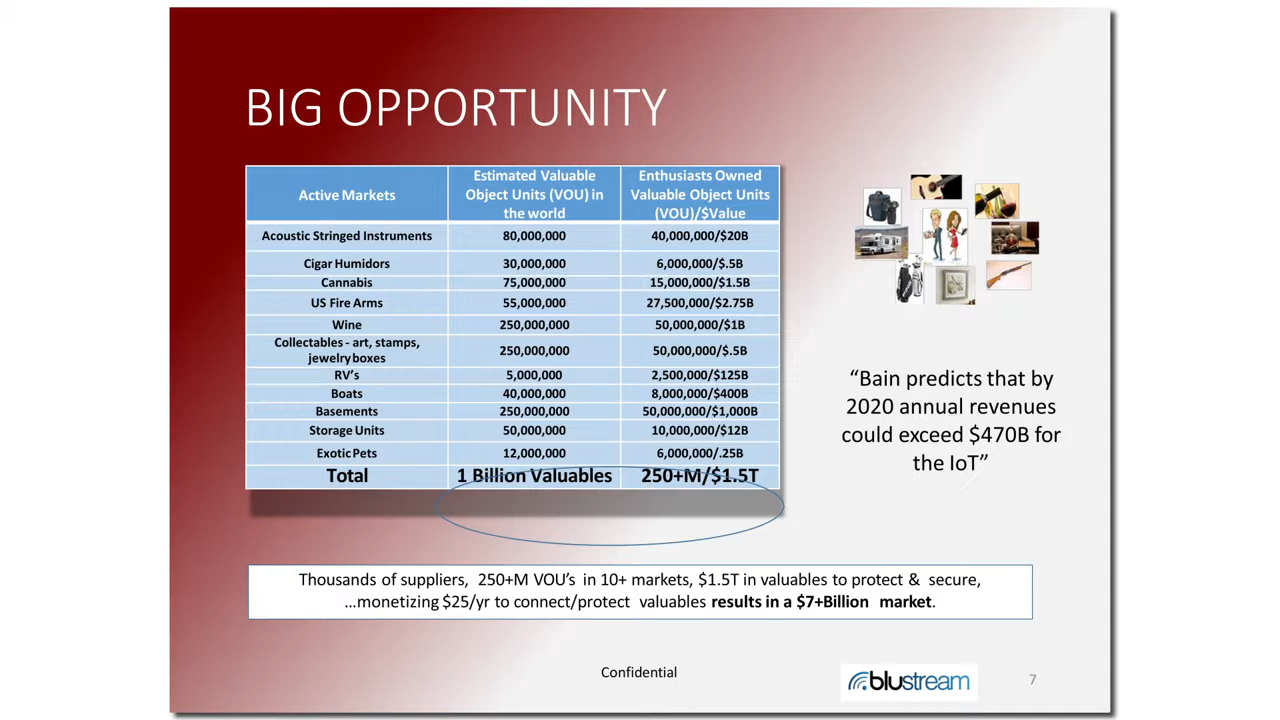 BIG OPPORTUNITY
Active Markets
Estimated Valuable
Object Units (VOU) in
the world
Enthusiasts Owned
Valuable Object Units
(VOU)/$Value
Acoustic Stringed Instruments 80,000,000 40,000,000/$20B
Cigar Humidors 30,000,000 6,000,000/$.5B
Cannabis 75,000,000 15,000,000/$1.5B
US Fire Arms 55,000,000 27,500,000/$2.75B
Wine 250,000,000 50,000,000/$1B
Collectables - art, stamps,
jewelry boxes
250,000,000 50,000,000/$.5B
RV's 5,000,000 2,500,000/$125B
Boats 40,000,000 8,000,000/$400B
Basements 250,000,000 50,000,000/$1,000B
Storage Units 50,000,000 10,000,000/$12B
Exotic Pets 12,000,000 6,000,000/.25B
Total 1 Billion Valuables 250+M/$1.5T
“Bain predicts that by
2020 annual revenues
could exceed $470B for
the IoT”
Thousands of suppliers, 250+M VOU's in 10+ markets, $1.5T in valuables to protect & secure,
…monetizing $25/yr to connect/protect valuables results in a $7+Billion market.
Confidential
blustream
7